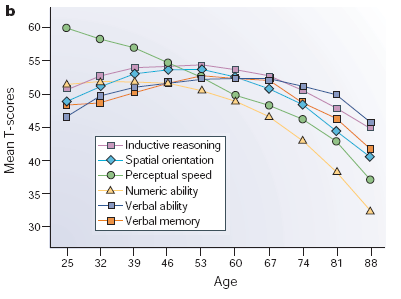 b
60
55
50
45
40
35
30
Mean T-scores
Inductive reasoning
Spatial orientation
Perceptual speed
Numeric ability
Verbal ability
Verbal memory
25 32 39 46 53 60 67 74 81 88
Age